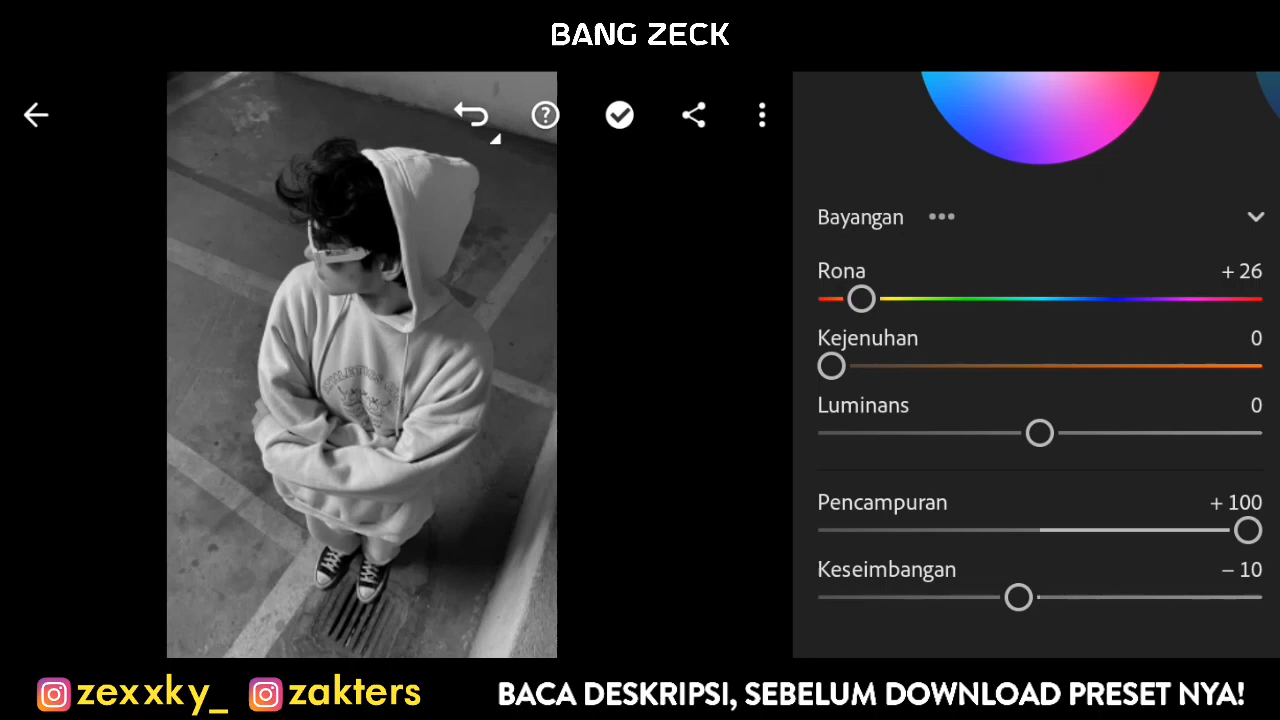 BANG ZECK
Bayangan
Rona + 26
Kejenuhan 0
Luminans 0
Pencampuran + 100
Keseimbangan – 10
zexxky_ zakters
BACA DESKRIPSI, SEBELUM DOWNLOAD PRESET NYA!